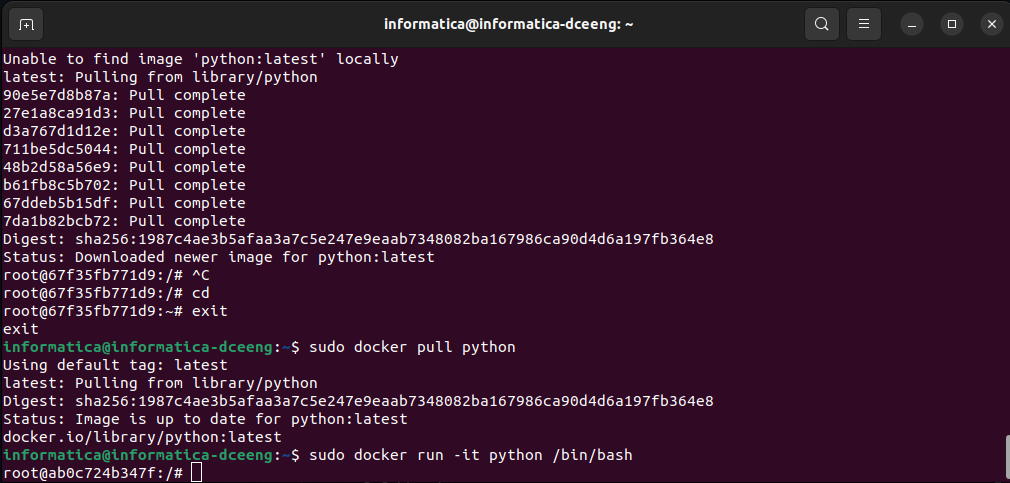 informatica@informatica-dceeng: ~
Unable to find image 'python:latest' locally
latest: Pulling from library/python
90e5e7d8b87a: Pull complete
27e1a8ca91d3: Pull complete
d3a767d1d12e: Pull complete
711be5dc5044: Pull complete
48b2d58a56e9: Pull complete
b61fb8c5b702: Pull complete
67ddeb5b15df: Pull complete
7da1b82bcb72: Pull complete
Digest: sha256:1987c4ae3b5afaa3a7c5e247e9eaab7348082ba167986ca90d4d6a197fb364e8
Status: Downloaded newer image for python:latest
root@67f35fb771d9:/# ^C
root@67f35fb771d9:/# cd
root@67f35fb771d9:~# exit
exit
informatica@informatica-dceeng:~$ sudo docker pull python
Using default tag: latest
latest: Pulling from library/python
Digest: sha256:1987c4ae3b5afaa3a7c5e247e9eaab7348082ba167986ca90d4d6a197fb364e8
Status: Image is up to date for python:latest
docker.io/library/python:latest
informatica@informatica-dceeng:~$ sudo docker run -it python /bin/bash
root@ab0c724b347f:/#